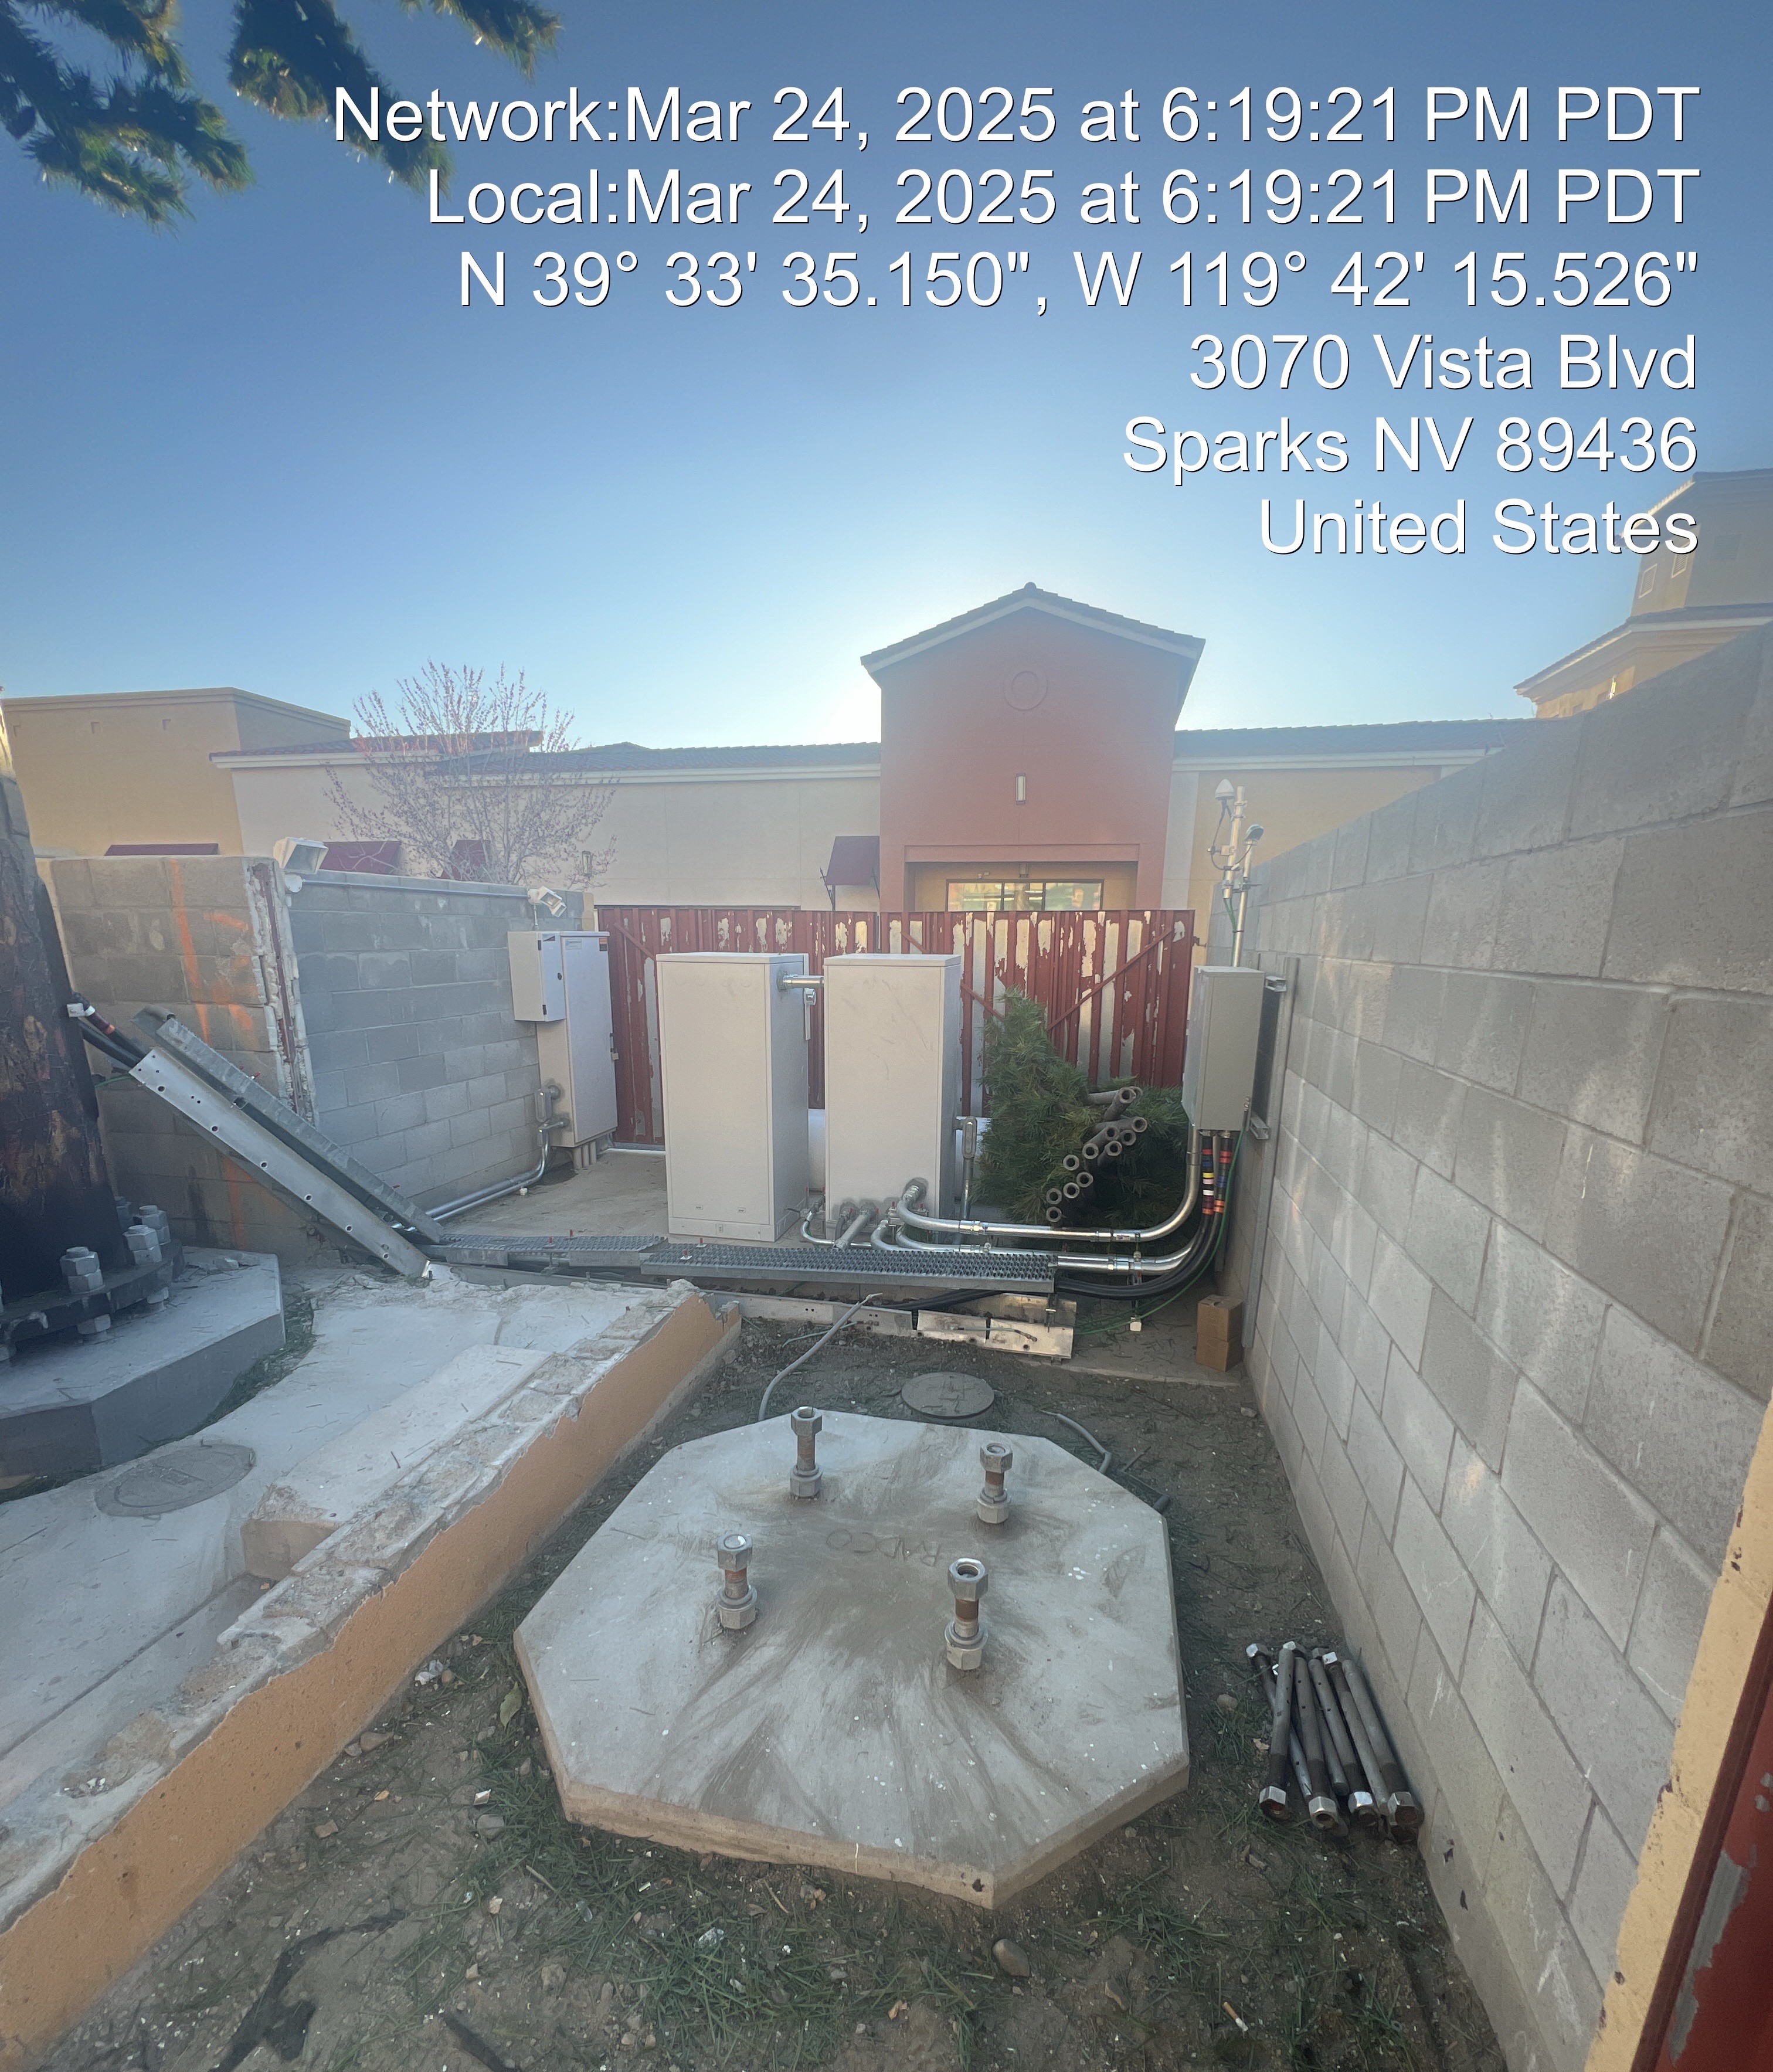 Network:Mar 24, 2025 at 6:19:21 PM PDT
Local:Mar 24, 2025 at 6:19:21 PM PDT
N 39° 33' 35.150", W 119° 42' 15.526"
3070 Vista Blvd
Sparks NV 89436
United States